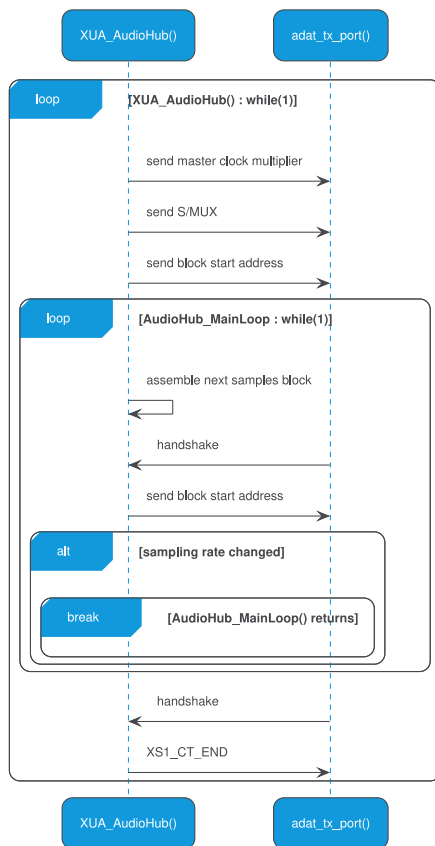 XUA_AudioHub()
adat_tx_port()
loop
[XUA_AudioHub() : while(1)]
send master clock multiplier
send S/MUX
send block start address
loop
[AudioHub_MainLoop : while(1)]
assemble next samples block
handshake
send block start address
alt
[sampling rate changed]
break
[AudioHub_MainLoop() returns]
handshake
XS1_CT_END
XUA_AudioHub()
adat_tx_port()